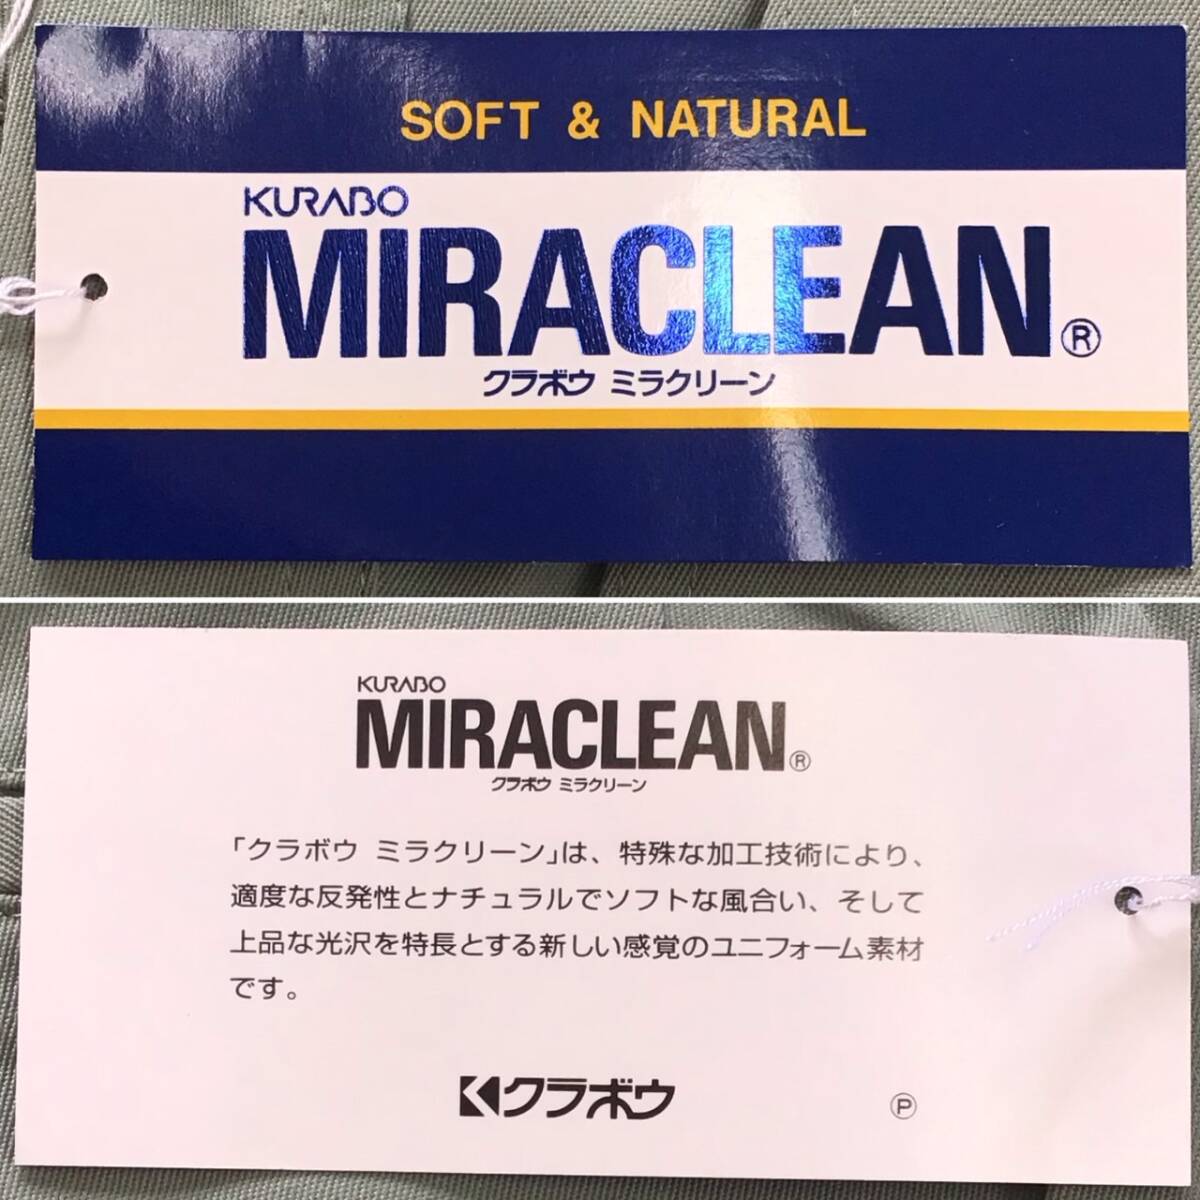 SOFT & NATURAL
KURABO
MIRACLEAN®
クラボウ ミラクリーン
KURABO
MIRACLEAN®
クラボウ ミラクリーン
「クラボウ ミラクリーン」は、特殊な加工技術により、
適度な反発性とナチュラルでソフトな風合い、そして
上品な光沢を特長とする新しい感覚のユニフォーム素材
です。
クラボウ
Ⓟ